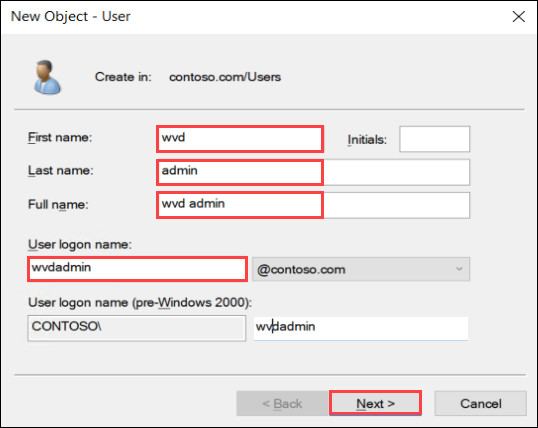 New Object - User
Create in: contoso.com/Users
First name: wvd Initials:
Last name: admin
Full name: wvd admin
User logon name:
wvdadmin @contoso.com
User logon name (pre-Windows 2000):
CONTOSO\ wvdadmin
< Back Next > Cancel